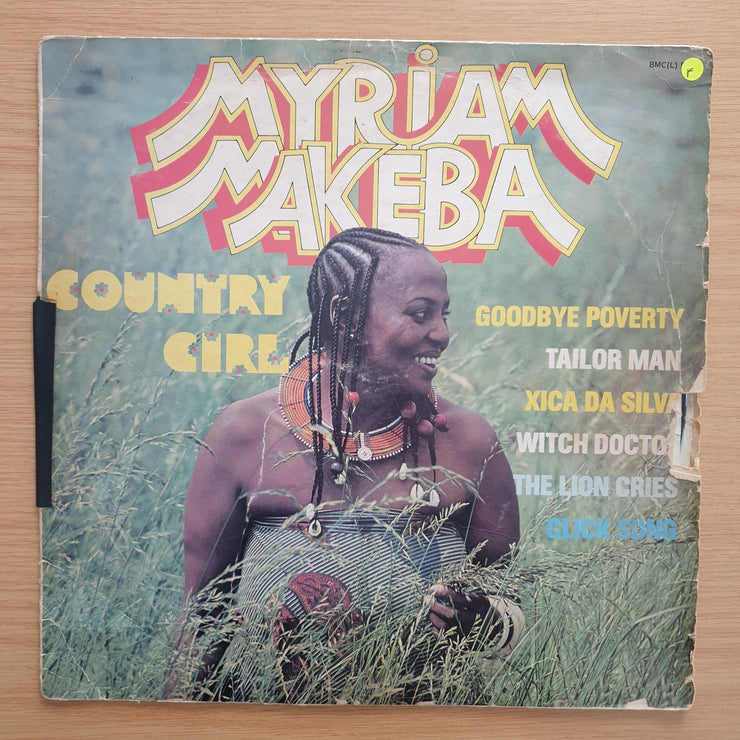 BMC(L)
MYRIAM
MAKEBA
COUNTRY
GIRL
GOODBYE POVERTY
TAILOR MAN
XICA DA SILVA
WITCH DOCTOR
THE LION CRIES
CLICK SONG